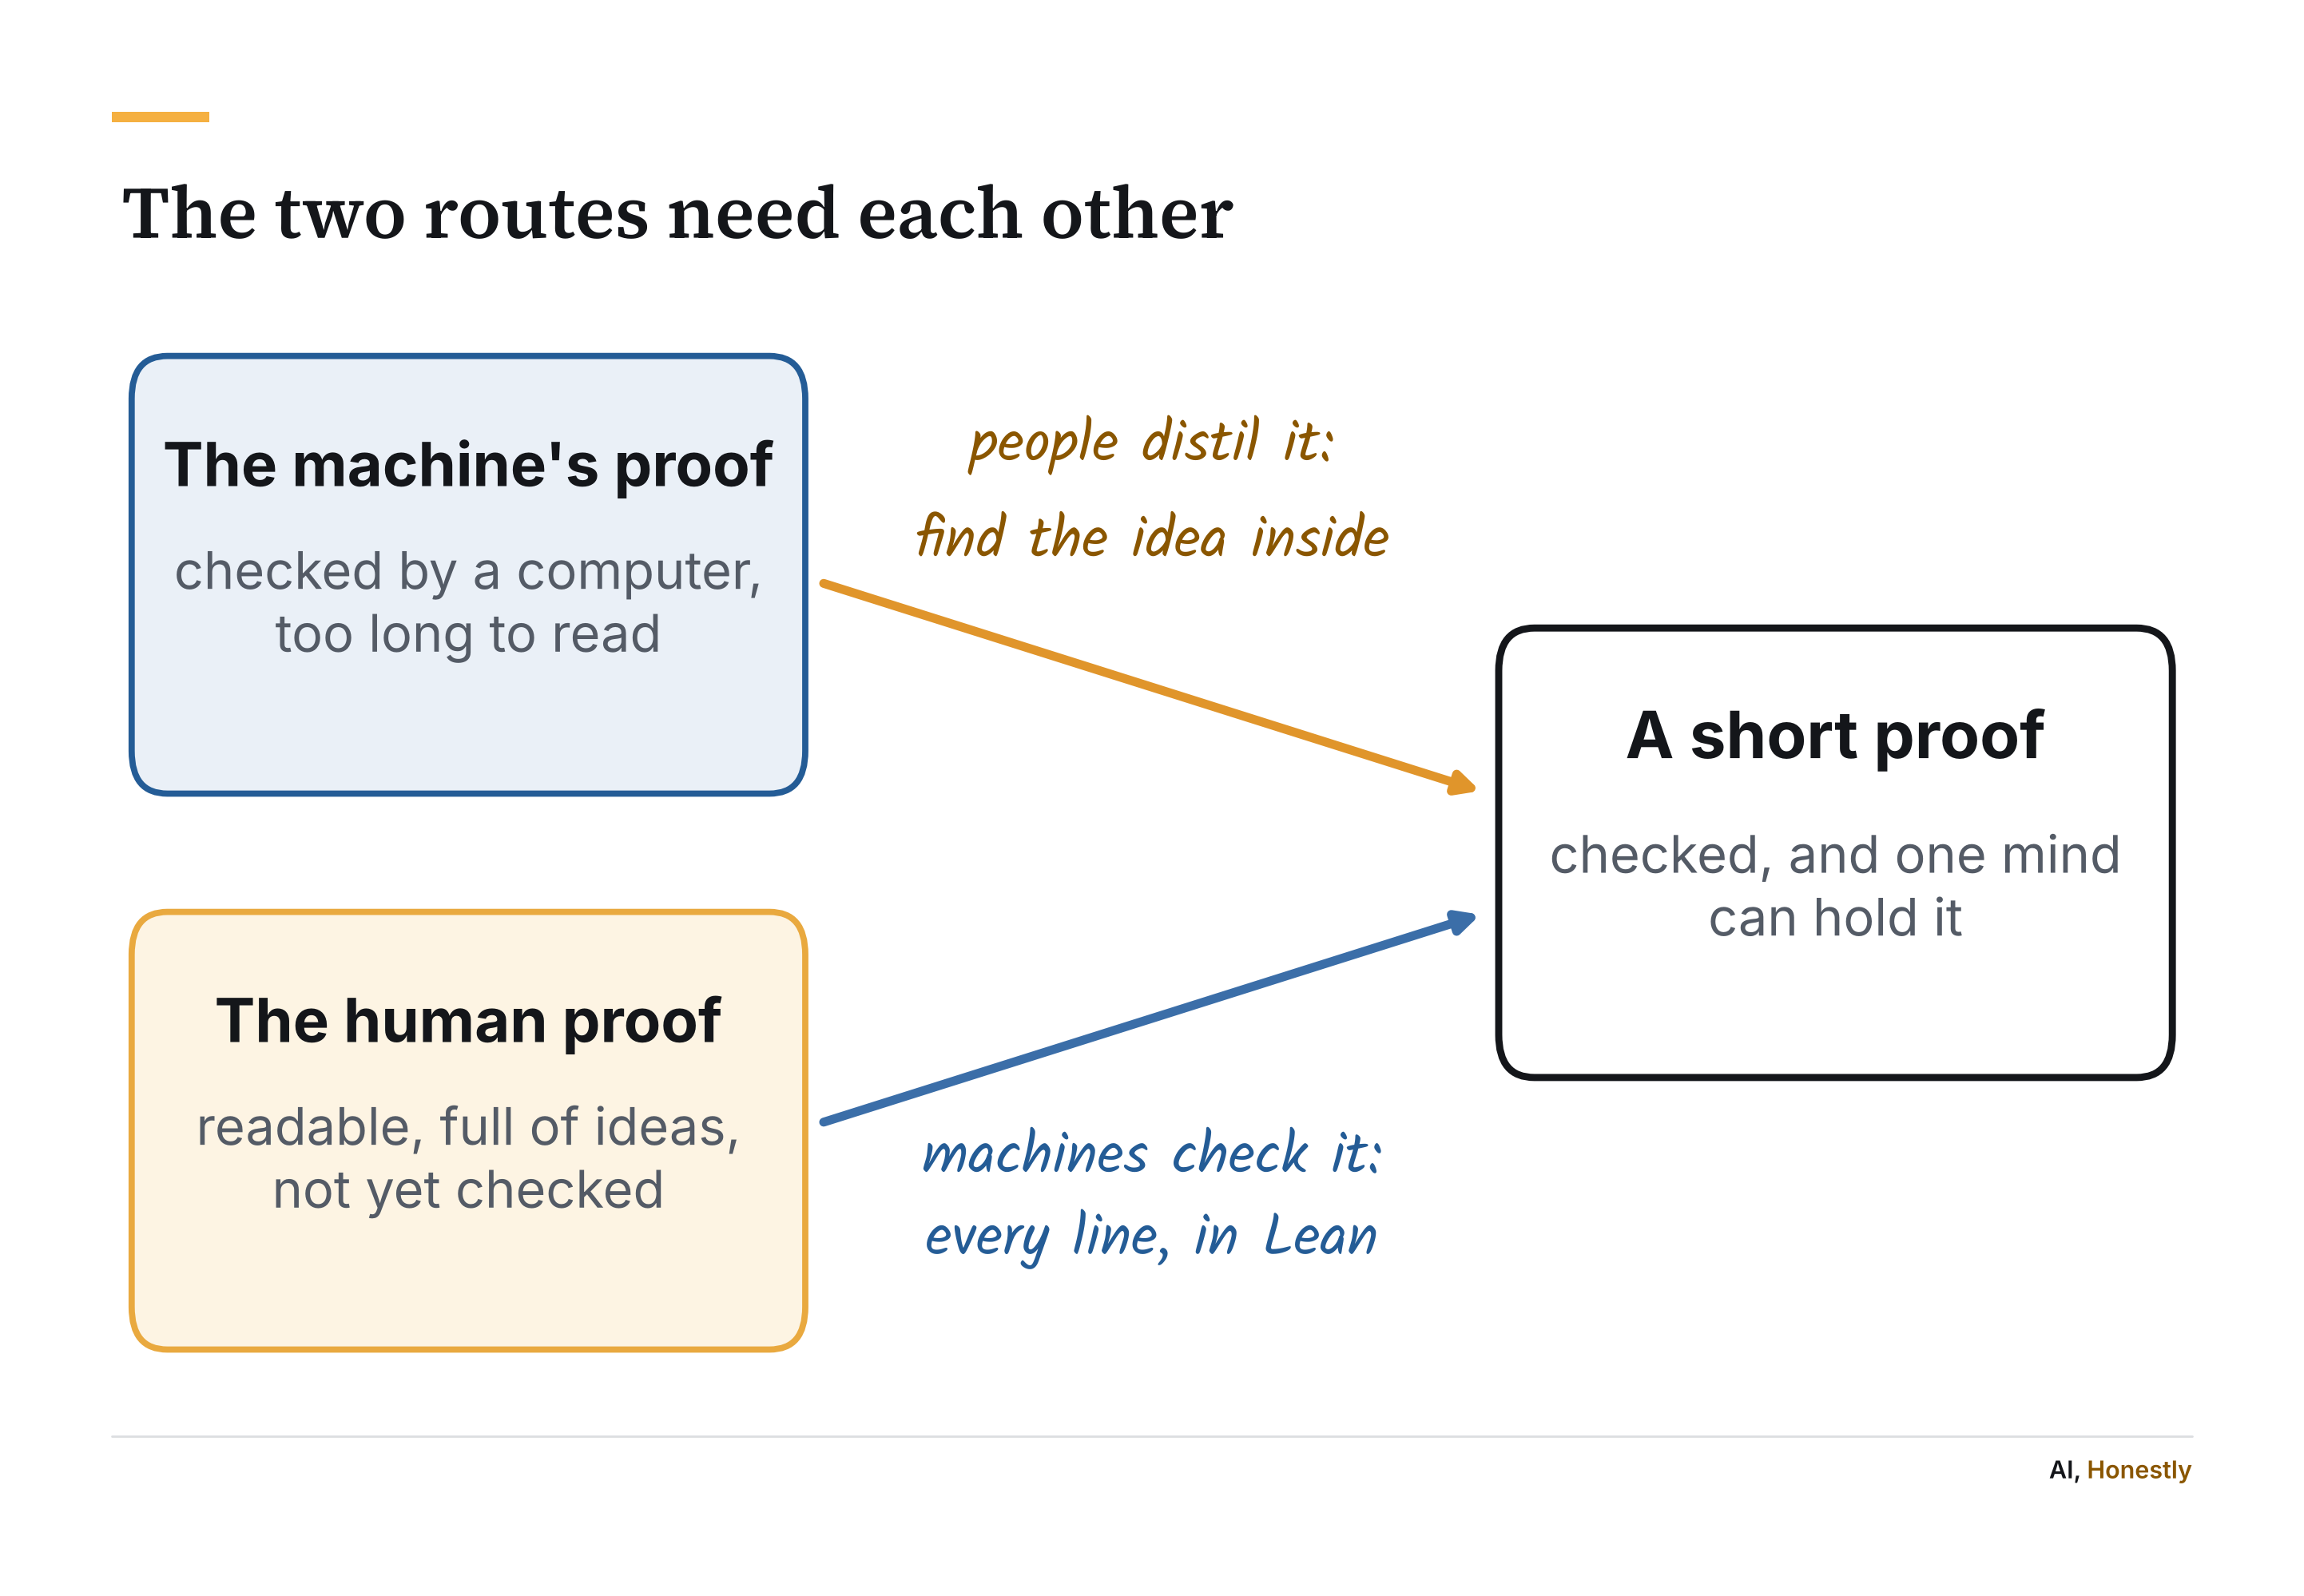 The two routes need each other
The machine's proof
checked by a computer,
too long to read
people distil it:
find the idea inside
A short proof
checked, and one mind
can hold it
The human proof
readable, full of ideas,
not yet checked
machines check it:
every line, in Lean
AI, Honestly